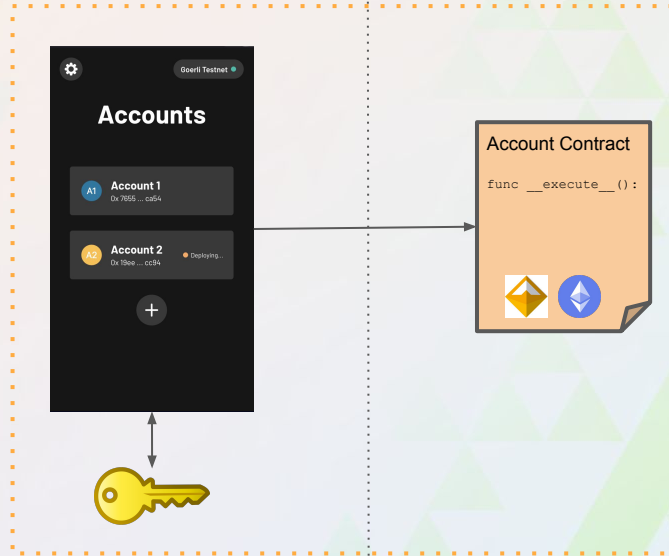 Goerli Testnet
Accounts
A1
Account 1
0x 7655 ... ca54
A2
Account 2
0x 19ee ... cc94
Deploying...
Account Contract
func __execute__():